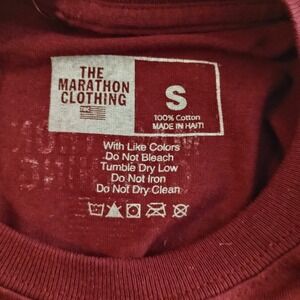 THE
MARATHON
CLOTHING
S
100% Cotton
MADE IN HAITI
With Like Colors
Do Not Bleach
Tumble Dry Low
Do Not Iron
Do Not Dry Clean